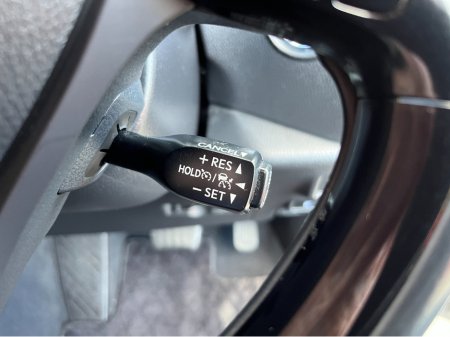 CANCEL
+ RES
HOLD /
– SET